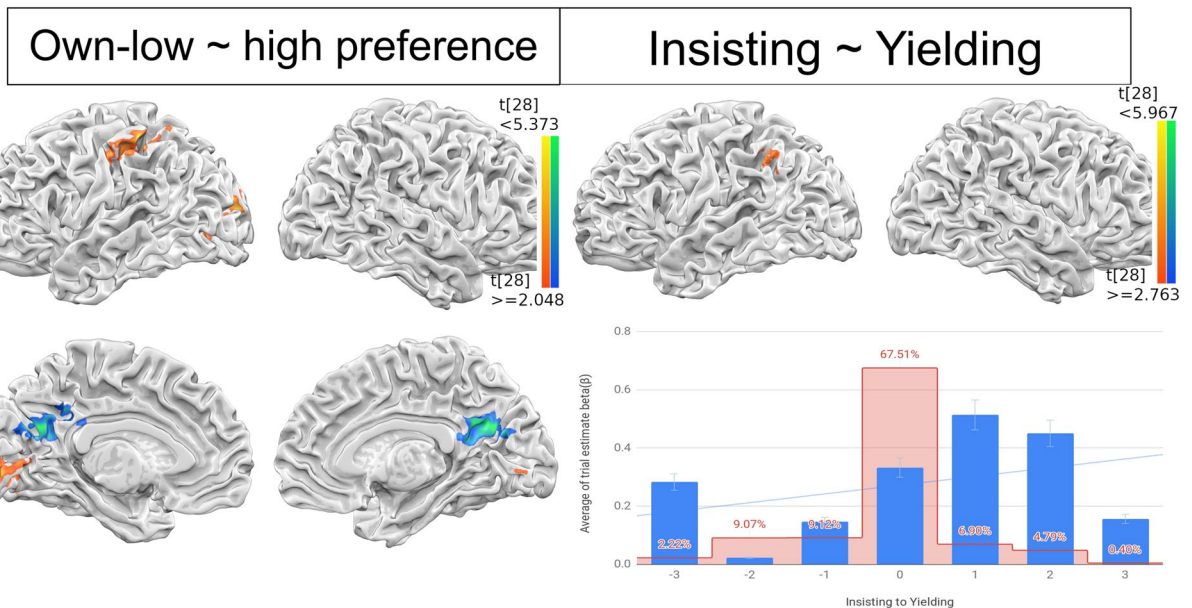 Own-low ~ high preference
Insisting ~ Yielding
t[28]
<5.373
t[28]
>=2.048
t[28]
<5.967
t[28]
>=2.763
Average of trial estimate beta(β)
0.8
0.6
0.4
0.2
0.0
2.22%
9.07%
9.12%
67.51%
6.90%
4.79%
0.40%
-3
-2
-1
0
1
2
3
Insisting to Yielding